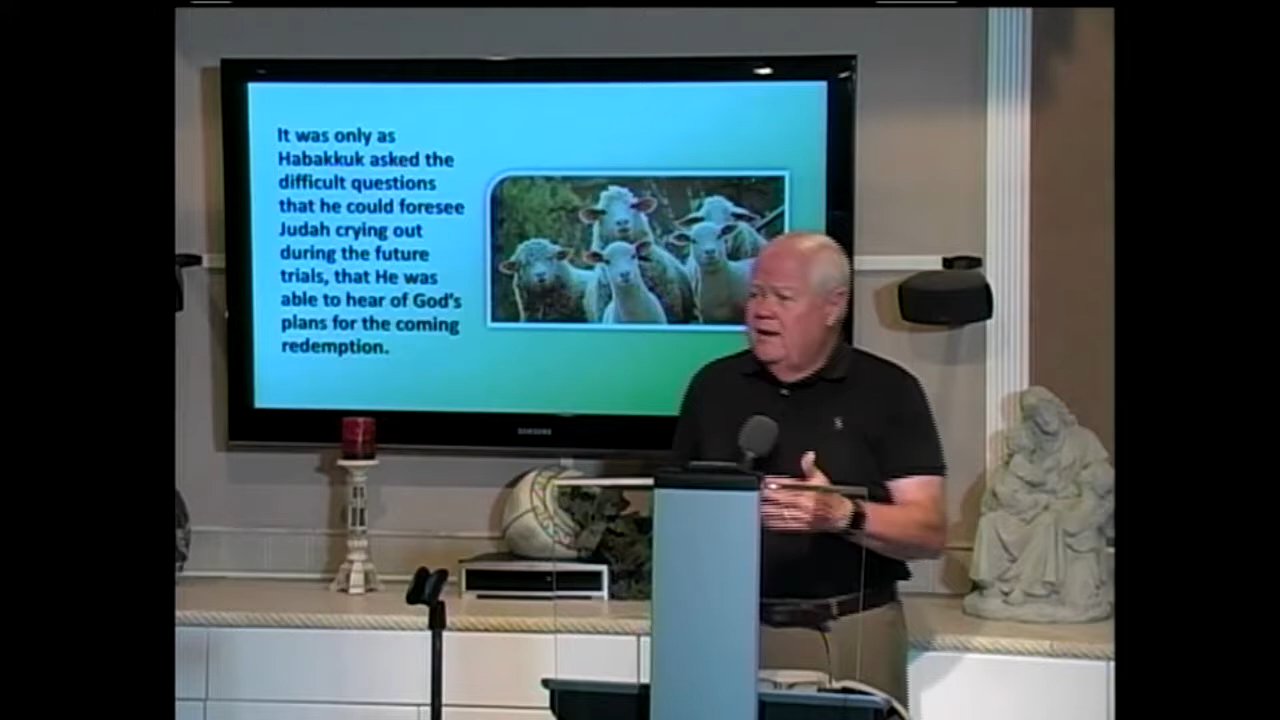 It was only as
Habakkuk asked the
difficult questions
that he could foresee
Judah crying out
during the future
trials, that He was
able to hear of God's
plans for the coming
redemption.
SAMSUNG